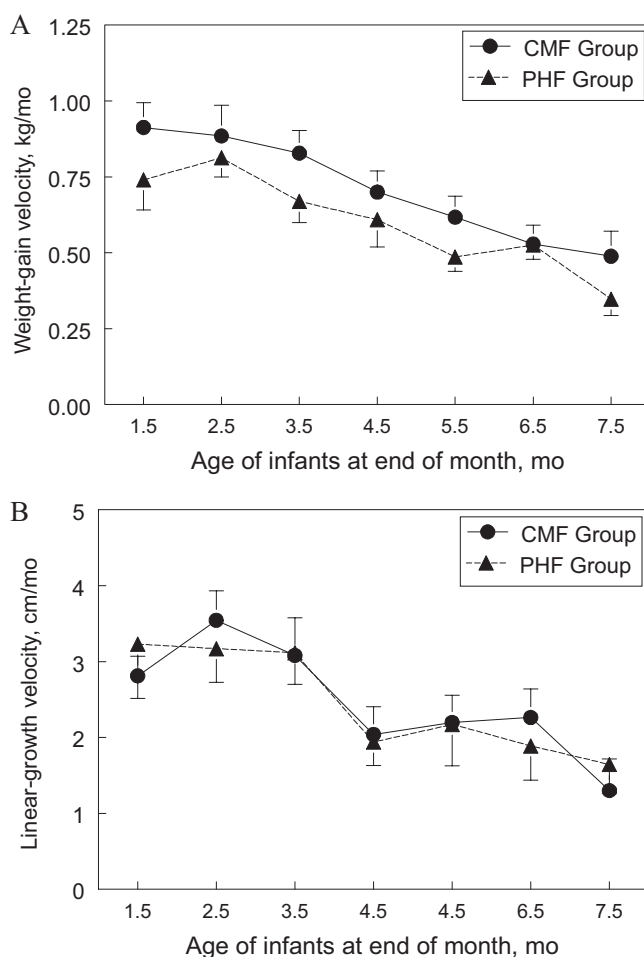 A
1.25
1.00
0.75
0.50
0.25
0.00
Weight-gain velocity, kg/mo
CMF Group
PHF Group
1.5 2.5 3.5 4.5 5.5 6.5 7.5
Age of infants at end of month, mo
B
5
4
3
2
1
0
Linear-growth velocity, cm/mo
CMF Group
PHF Group
1.5 2.5 3.5 4.5 4.5 6.5 7.5
Age of infants at end of month, mo